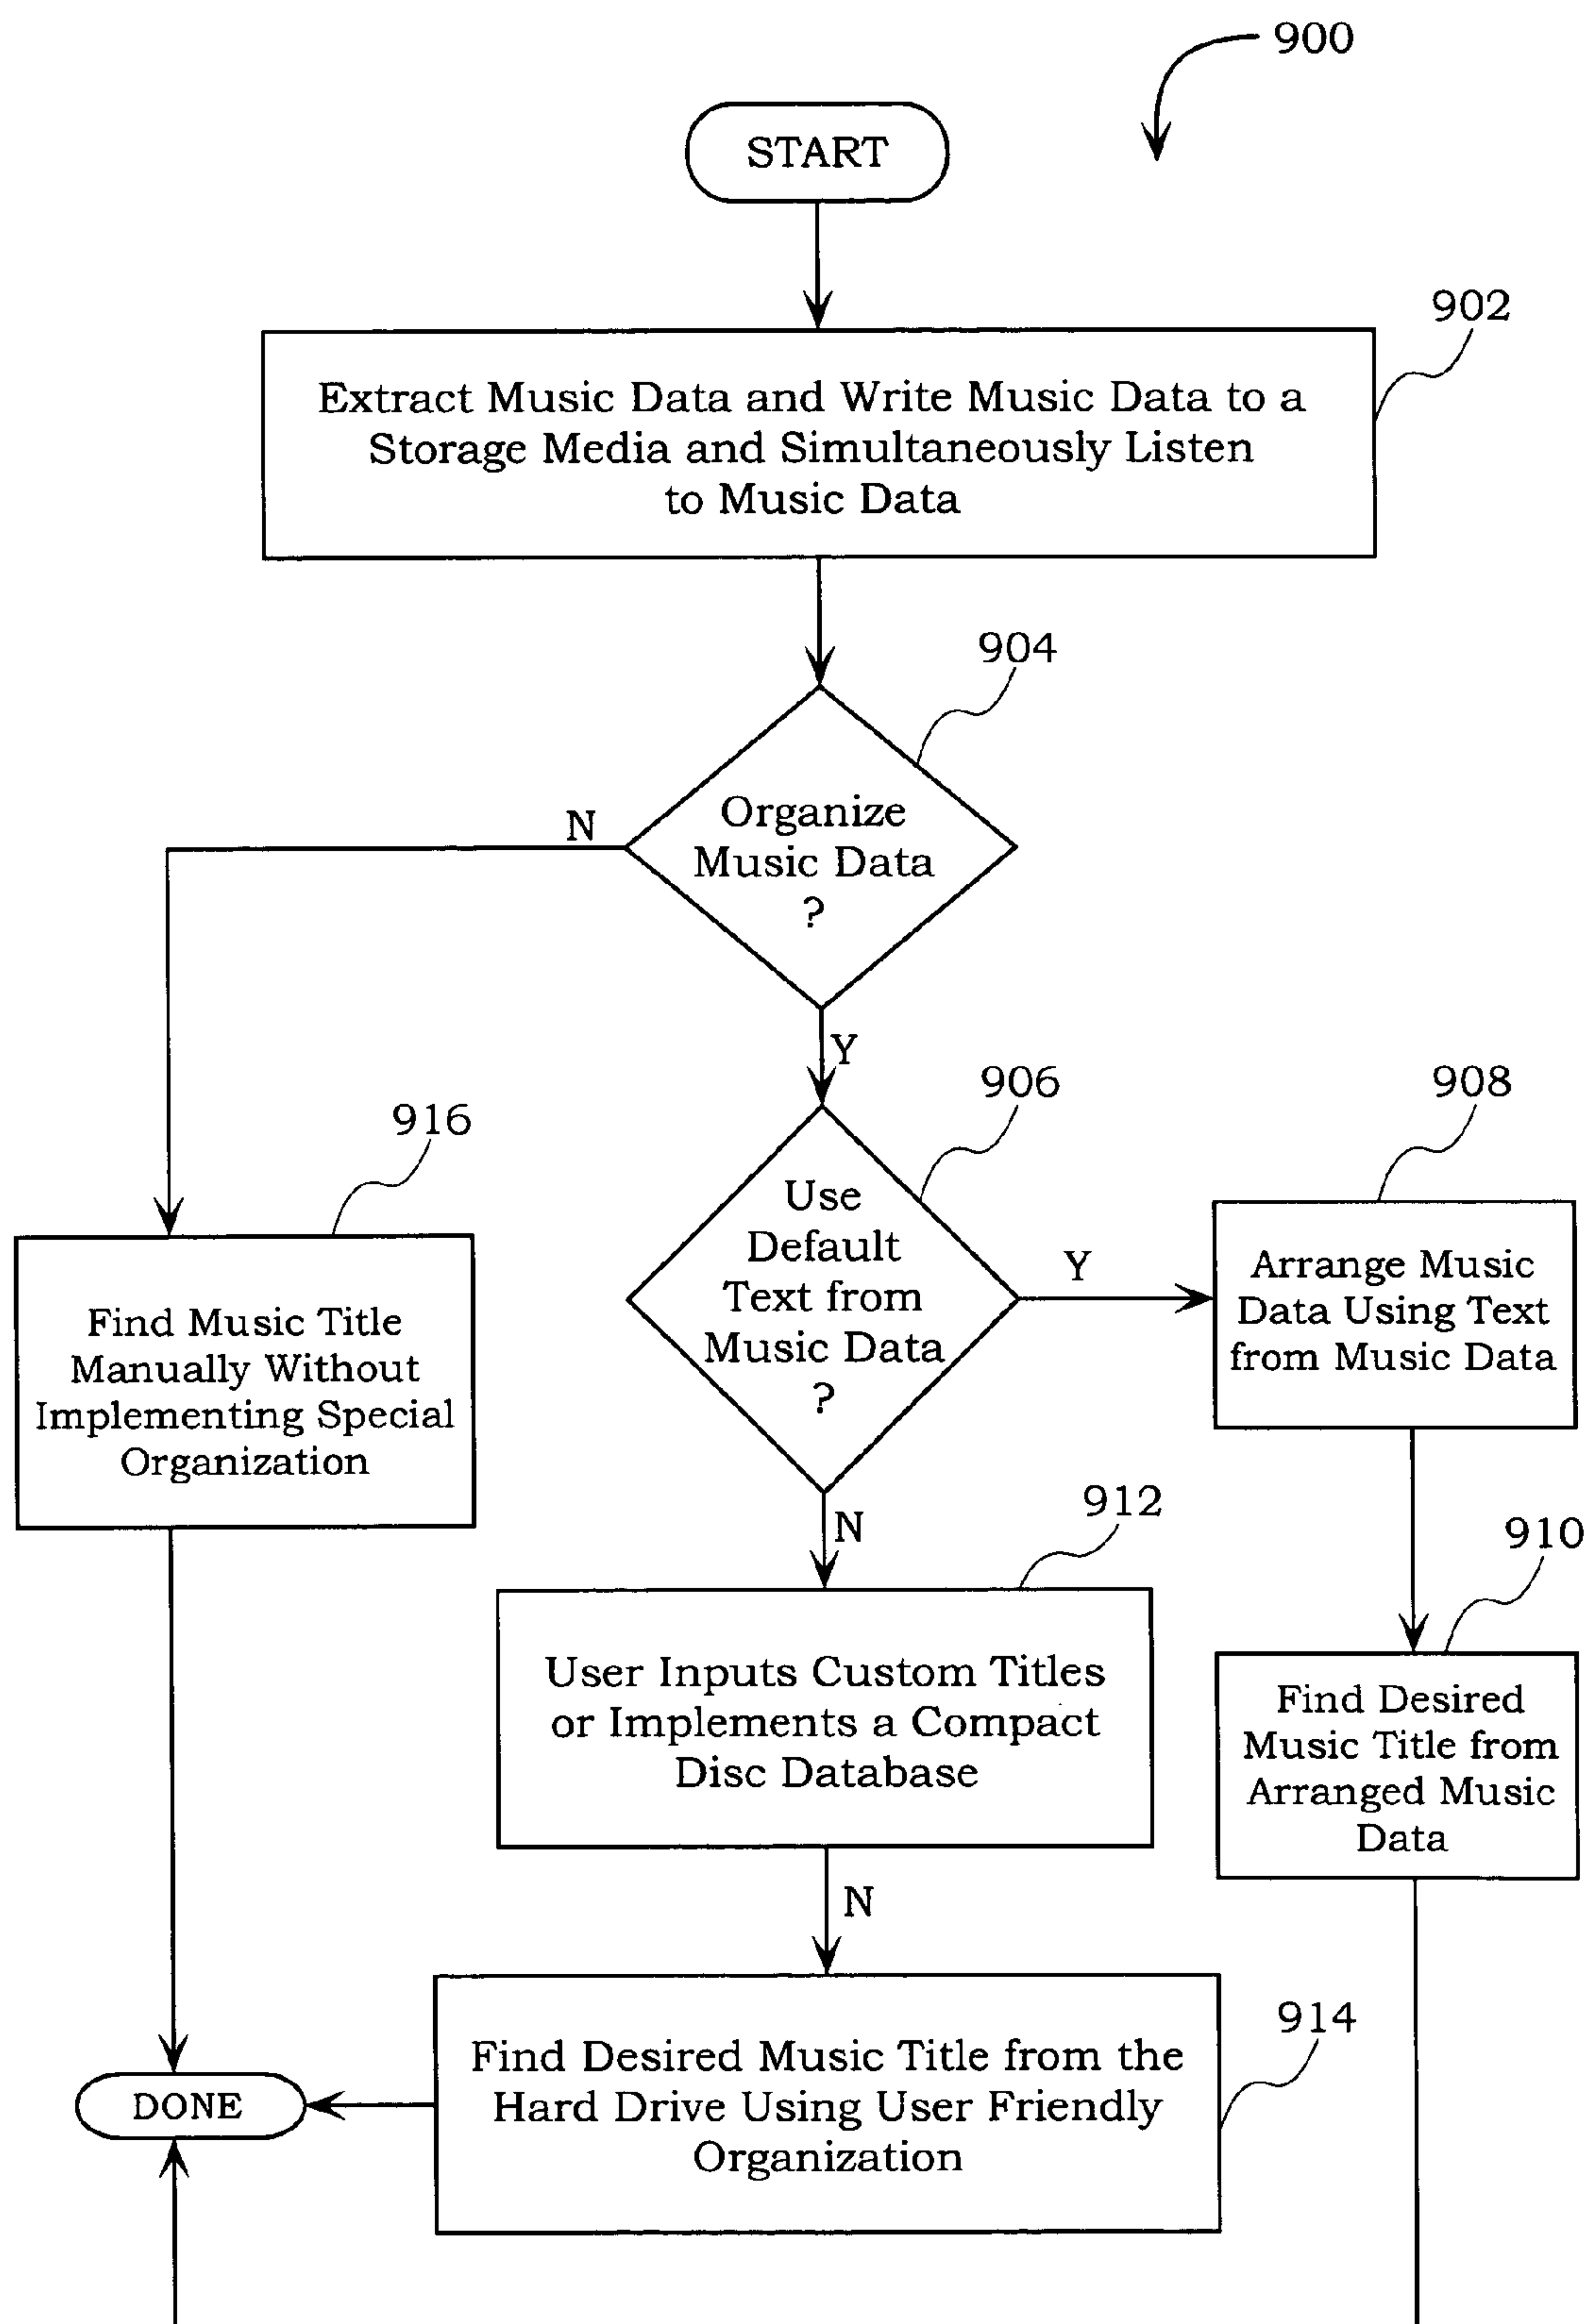 900
START
902
Extract Music Data and Write Music Data to a
Storage Media and Simultaneously Listen
to Music Data
904
N
Organize
Music Data
?
Y
906
908
916
Use
Default
Text from
Music Data
?
Y
Arrange Music
Data Using Text
from Music Data
Find Music Title
Manually Without
Implementing Special
Organization
N
912
910
User Inputs Custom Titles
or Implements a Compact
Disc Database
Find Desired
Music Title from
Arranged Music
Data
N
914
Find Desired Music Title from the
Hard Drive Using User Friendly
Organization
DONE